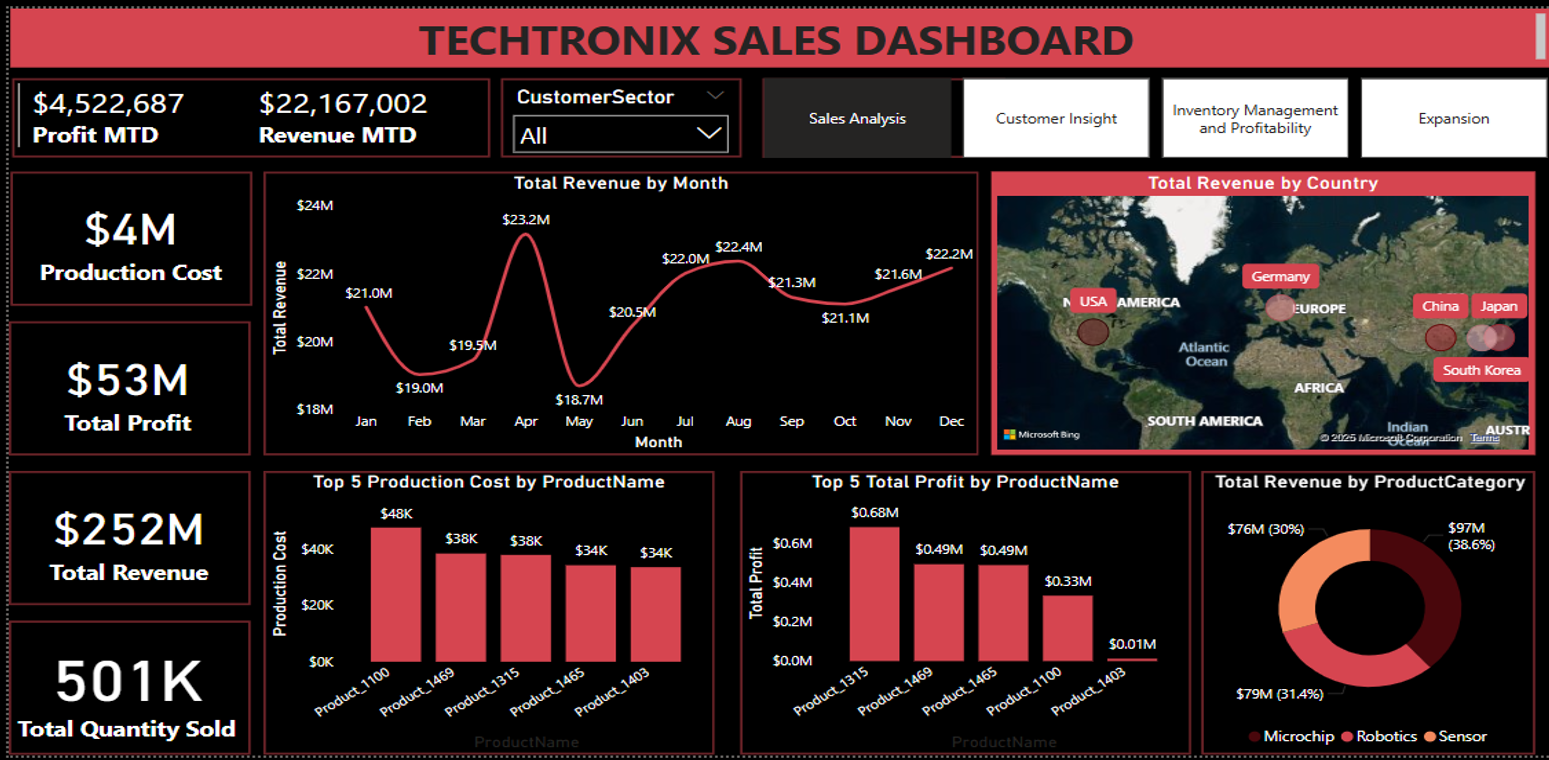 TECHTRONIX SALES DASHBOARD
$4,522,687
Profit MTD
$22,167,002
Revenue MTD
CustomerSector
All
Sales Analysis
Customer Insight
Inventory Management
and Profitability
Expansion
$4M
Production Cost
$53M
Total Profit
$252M
Total Revenue
501K
Total Quantity Sold
Total Revenue by Month
Total Revenue
$24M
$22M
$20M
$18M
$21.0M
$19.0M
$19.5M
$23.2M
$18.7M
$20.5M
$22.0M
$22.4M
$21.3M
$21.1M
$21.6M
$22.2M
Jan Feb Mar Apr May Jun Jul Aug Sep Oct Nov Dec
Month
Total Revenue by Country
Germany
USA
AMERICA
EUROPE
China
Japan
Atlantic
Ocean
South Korea
AFRICA
SOUTH AMERICA
Indian
Ocean
AUSTR
Microsoft Bing
© 2025 Microsoft Corporation Terms
Top 5 Production Cost by ProductName
Production Cost
$40K
$20K
$0K
$48K
$38K
$38K
$34K
$34K
Product_1100
Product_1469
Product_1315
Product_1465
Product_1403
ProductName
Top 5 Total Profit by ProductName
Total Profit
$0.6M
$0.4M
$0.2M
$0.0M
$0.68M
$0.49M
$0.49M
$0.33M
$0.01M
Product_1315
Product_1469
Product_1465
Product_1100
Product_1403
ProductName
Total Revenue by ProductCategory
$76M (30%)
$97M
(38.6%)
$79M (31.4%)
Microchip Robotics Sensor